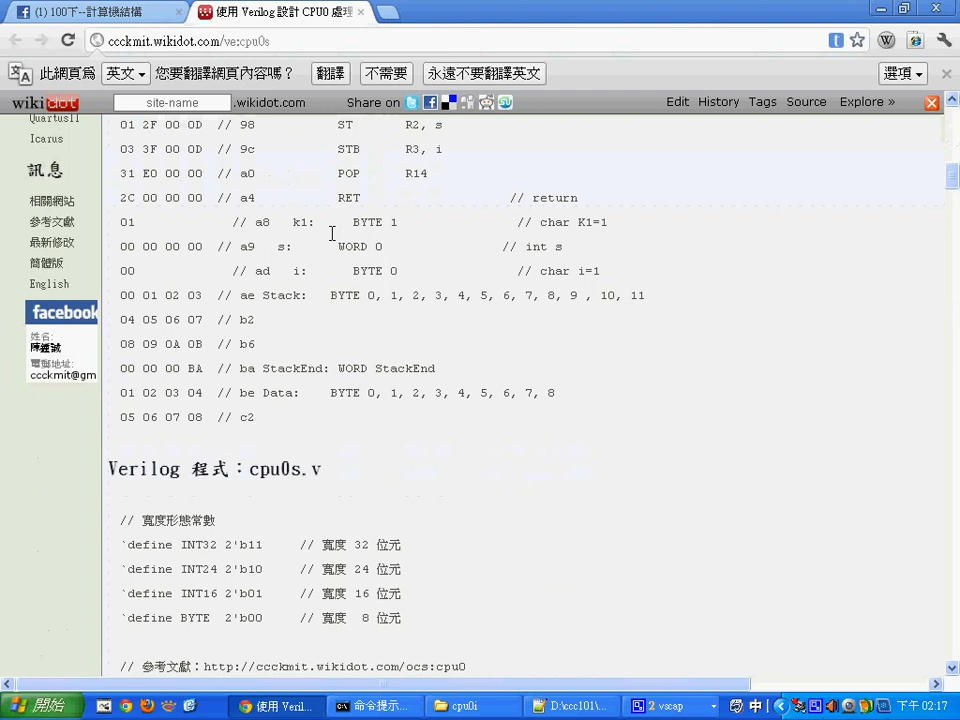 (1) 100下--計算機結構
使用 Verilog 設計 CPU0 處理
ccckmit.wikidot.com/ve:cpu0s
此網頁為 英文 您要翻譯網頁內容嗎？ 翻譯 不需要 永遠不要翻譯英文 選項
wikidot site-name .wikidot.com Share on Edit History Tags Source Explore »
QuartusII
Icarus
訊息
相關網站
參考文獻
最新修改
簡體版
English
facebook
姓名:
陳鍾誠
電郵地址:
ccckmit@gm
01 2F 00 0D // 98 ST R2, s
03 3F 00 0D // 9c STB R3, i
31 E0 00 00 // a0 POP R14
2C 00 00 00 // a4 RET // return
01 // a8 k1: BYTE 1 // char K1=1
00 00 00 00 // a9 s: WORD 0 // int s
00 // ad i: BYTE 0 // char i=1
00 01 02 03 // ae Stack: BYTE 0, 1, 2, 3, 4, 5, 6, 7, 8, 9 , 10, 11
04 05 06 07 // b2
08 09 0A 0B // b6
00 00 00 BA // ba StackEnd: WORD StackEnd
01 02 03 04 // be Data: BYTE 0, 1, 2, 3, 4, 5, 6, 7, 8
05 06 07 08 // c2
Verilog 程式：cpu0s.v
// 寬度形態常數
`define INT32 2'b11 // 寬度 32 位元
`define INT24 2'b10 // 寬度 24 位元
`define INT16 2'b01 // 寬度 16 位元
`define BYTE 2'b00 // 寬度 8 位元
// 參考文獻：http://ccckmit.wikidot.com/ocs:cpu0
開始 使用 Veril... 命令提示... cpu0i D:\ccc101\... 2 vscap 中 下午 02:17